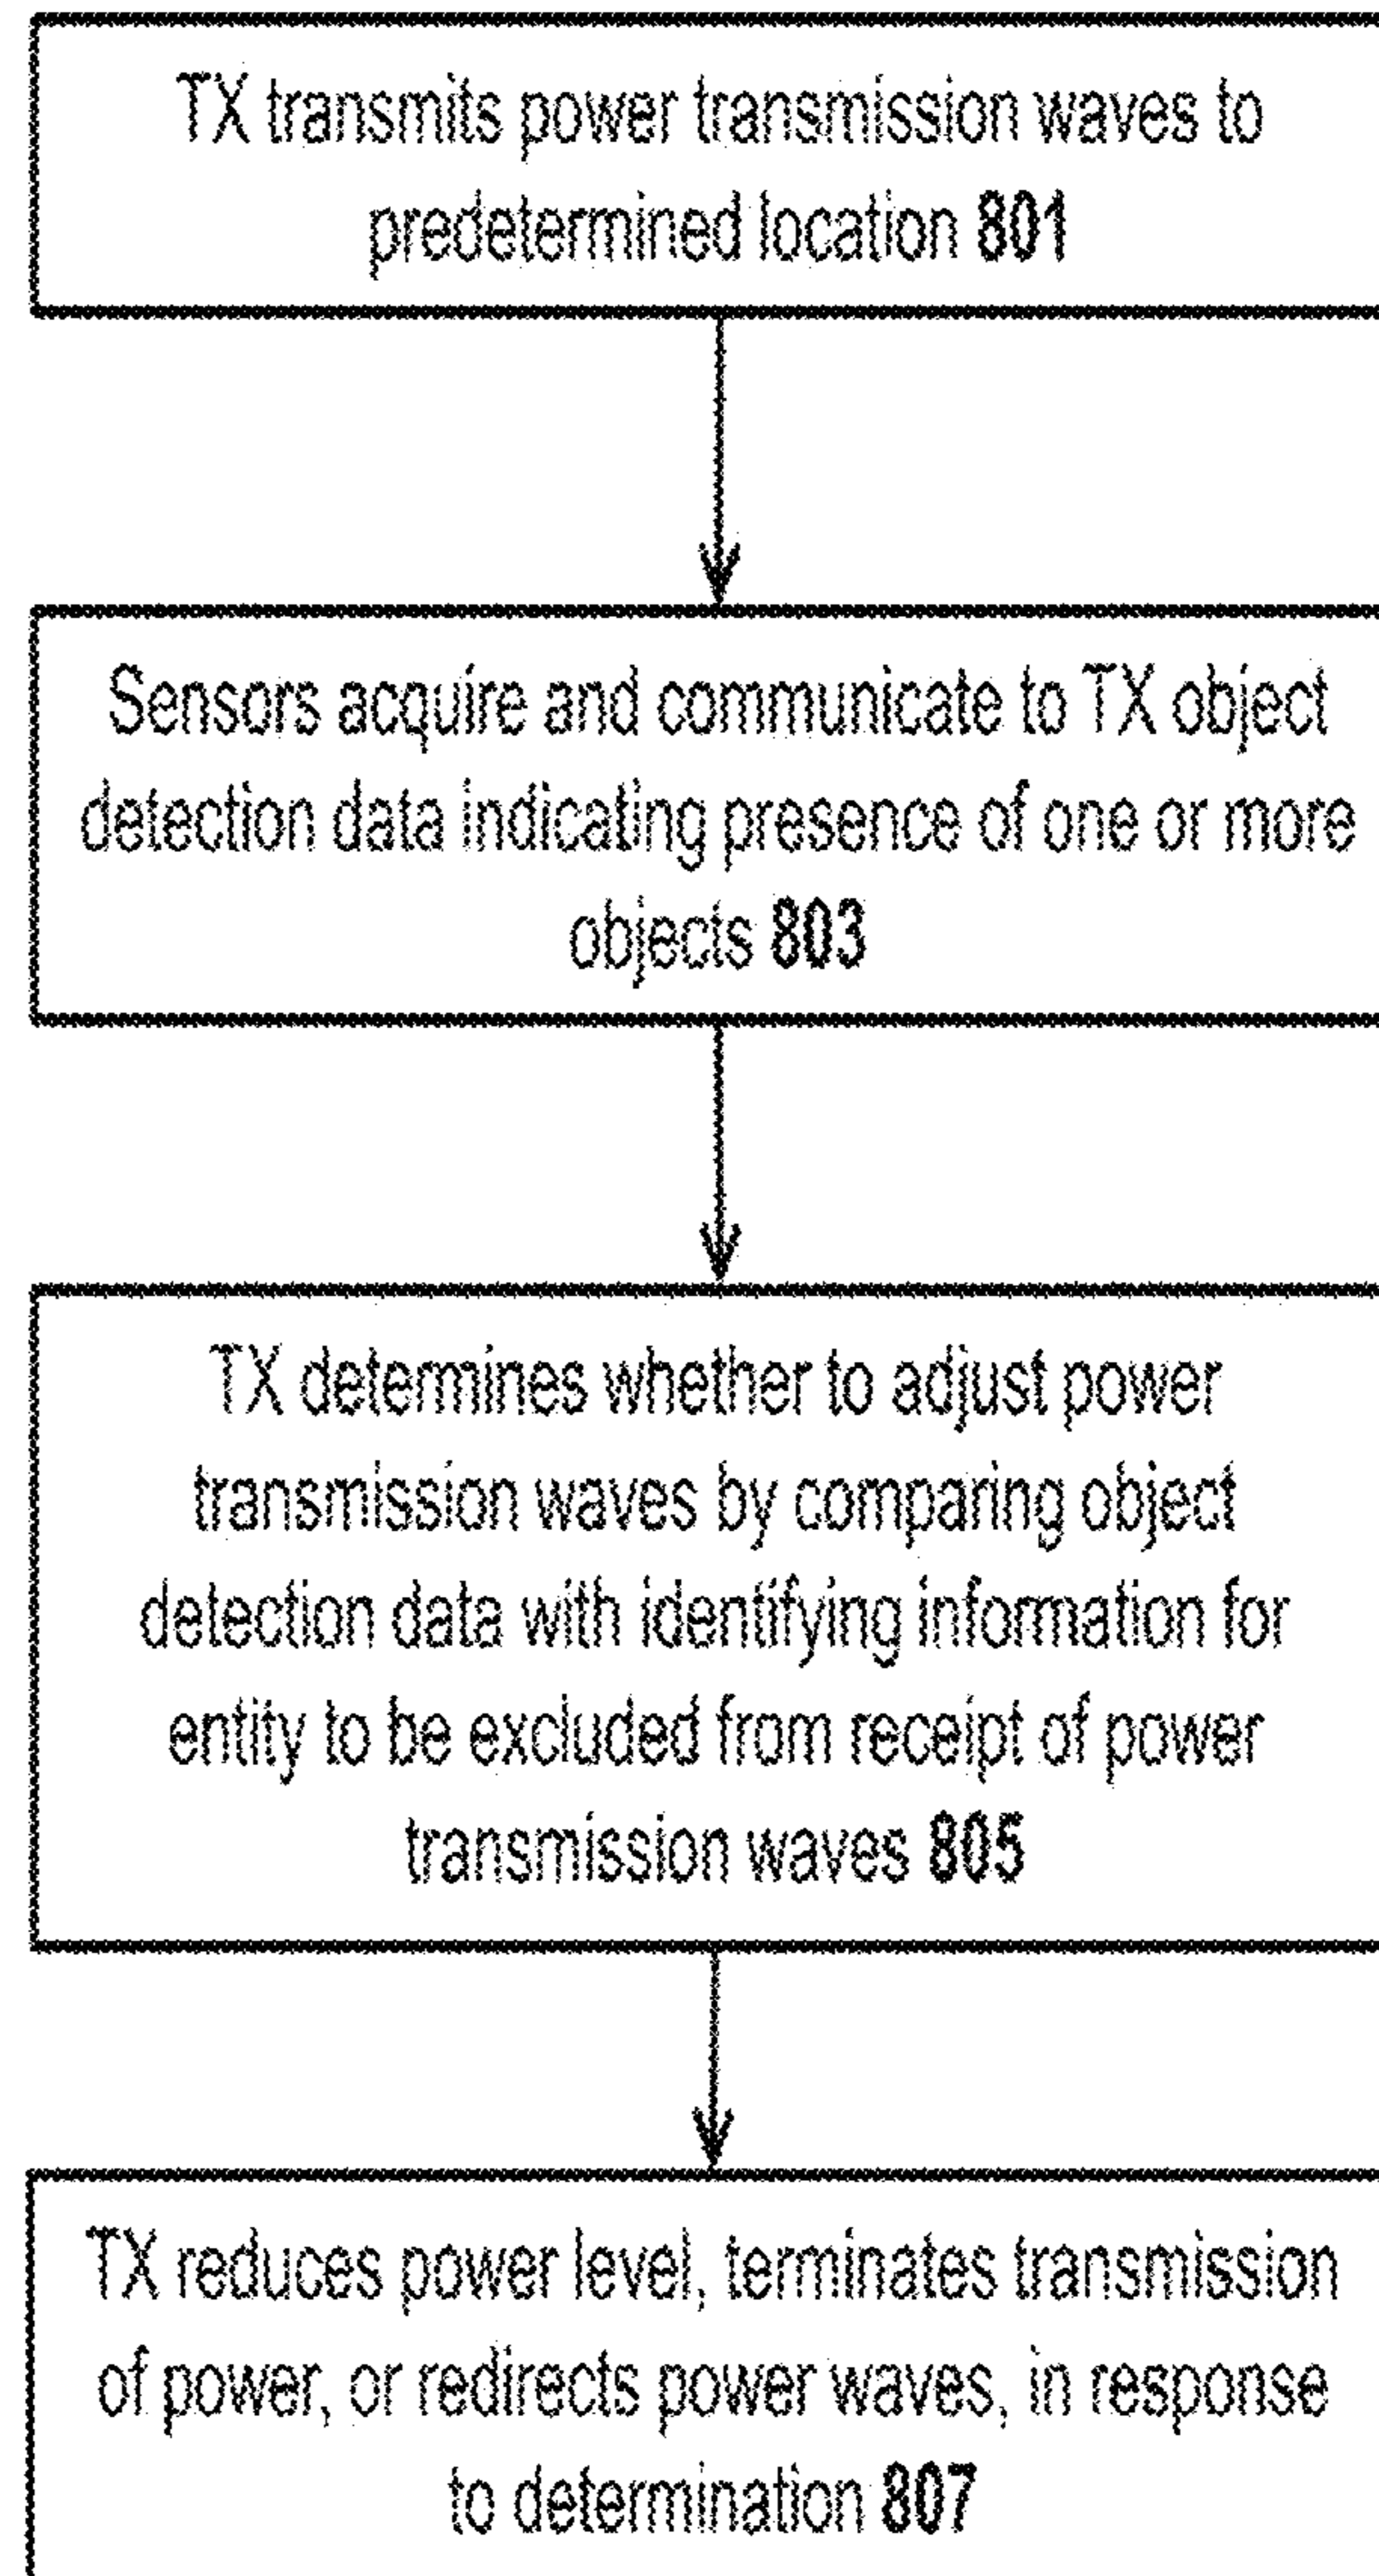 TX transmits power transmission waves to
predetermined location 801
Sensors acquire and communicate to TX object
detection data indicating presence of one or more
objects 803
TX determines whether to adjust power
transmission waves by comparing object
detection data with identifying information for
entity to be excluded from receipt of power
transmission waves 805
TX reduces power level, terminates transmission
of power, or redirects power waves, in response
to determination 807